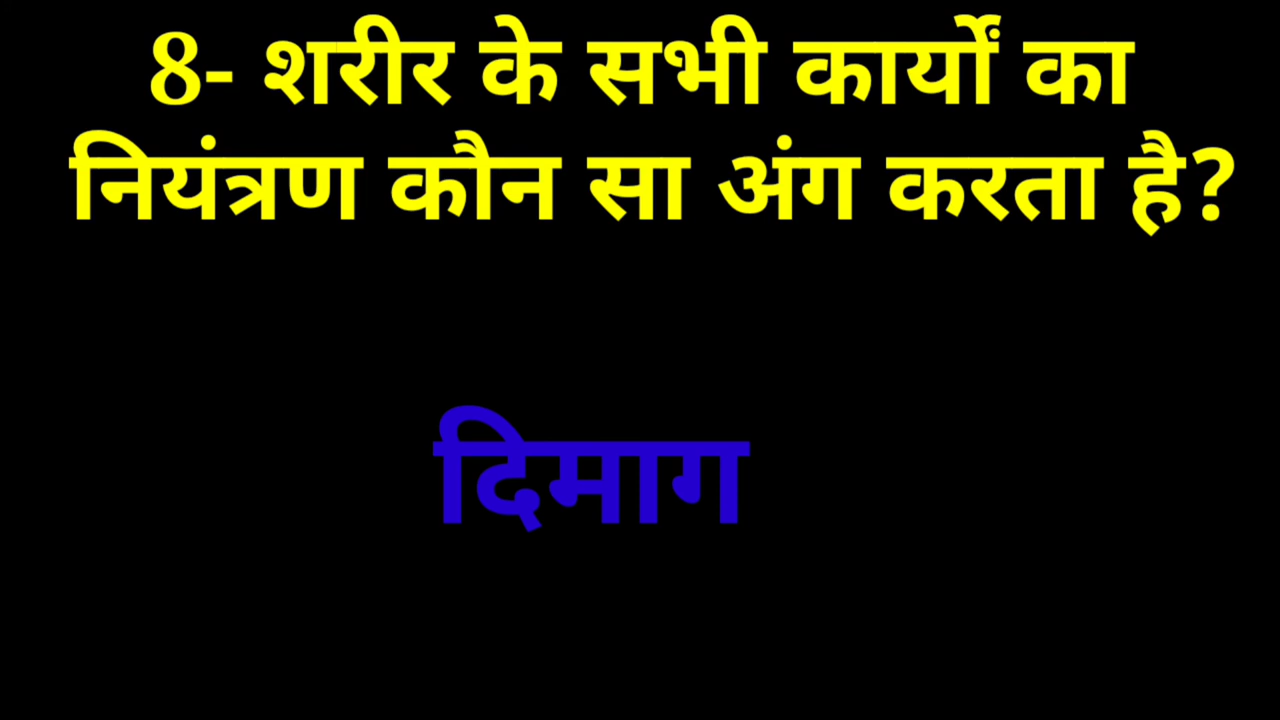 8- शरीर के सभी कार्यों का
नियंत्रण कौन सा अंग करता है?
दिमाग